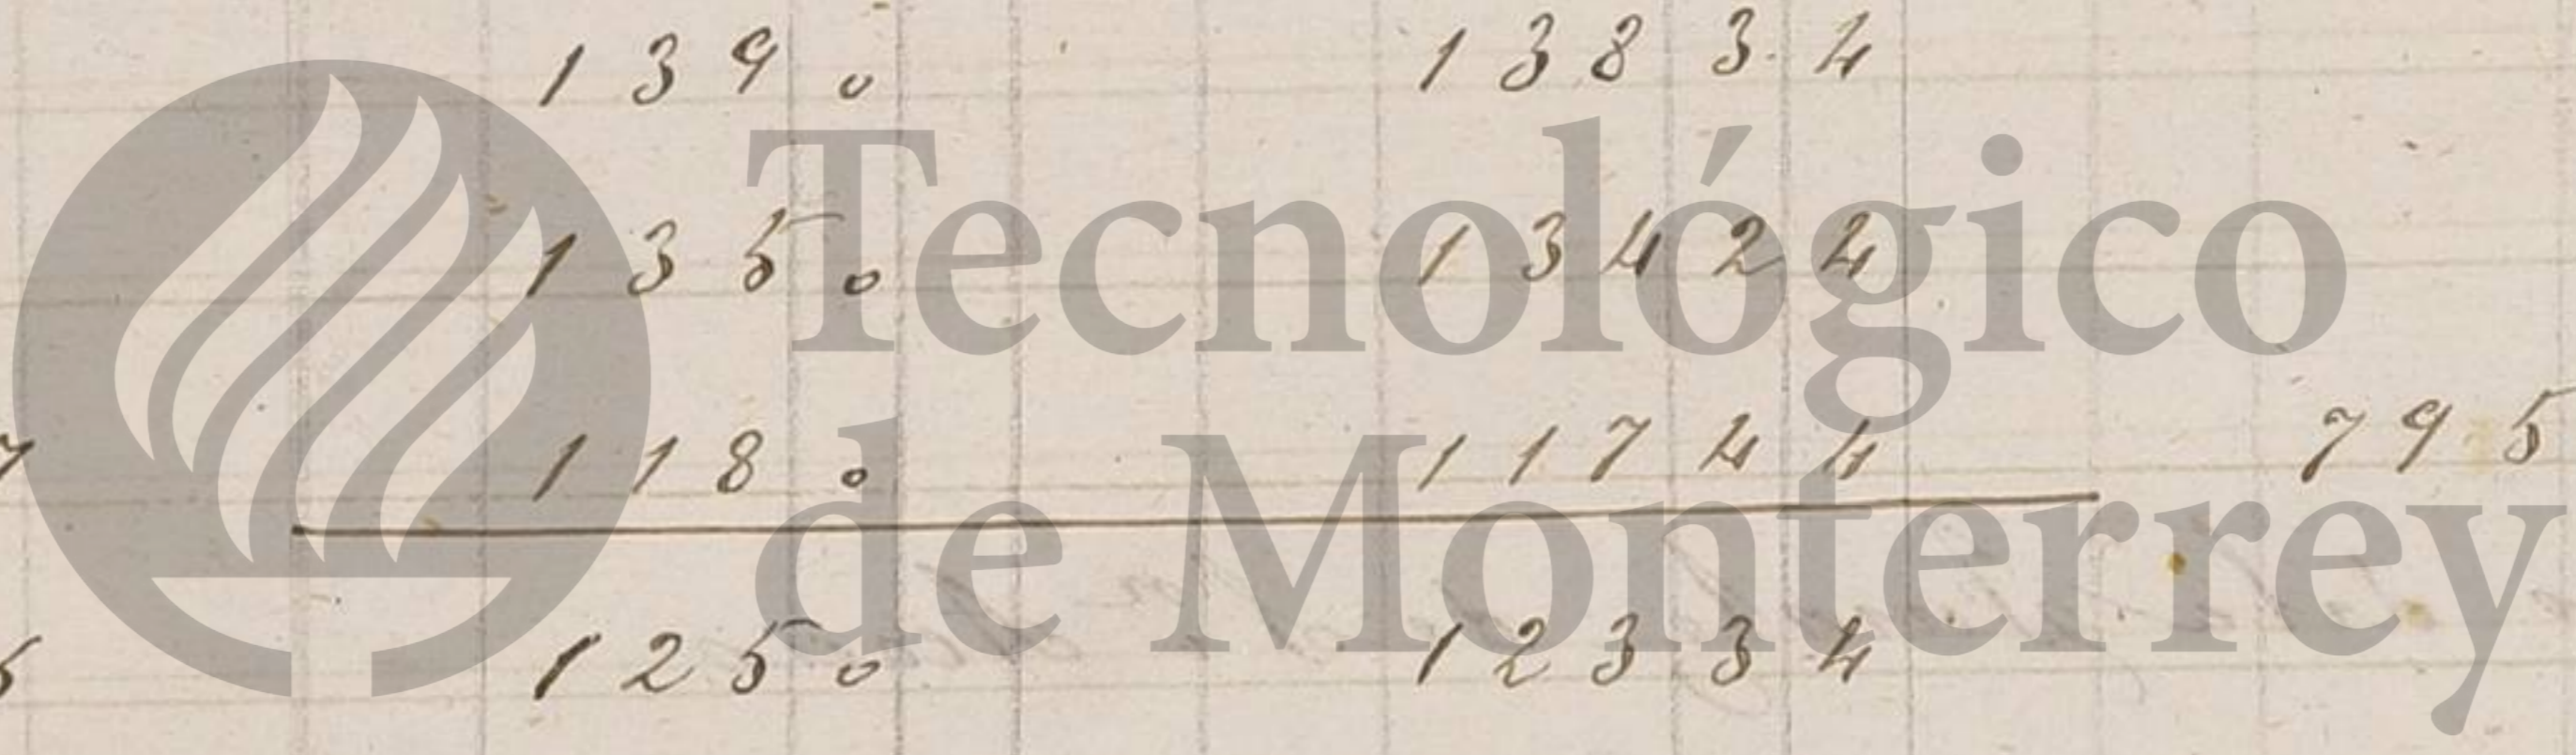 1 3 9 0 1 3 8 3. 4
1 3 5 0 1 3 4 2 4
7 1 1 8 0 1 1 7 4 4 7 9 5
1 2 5 0 1 2 3 3 4
Tecnológico
de Monterrey